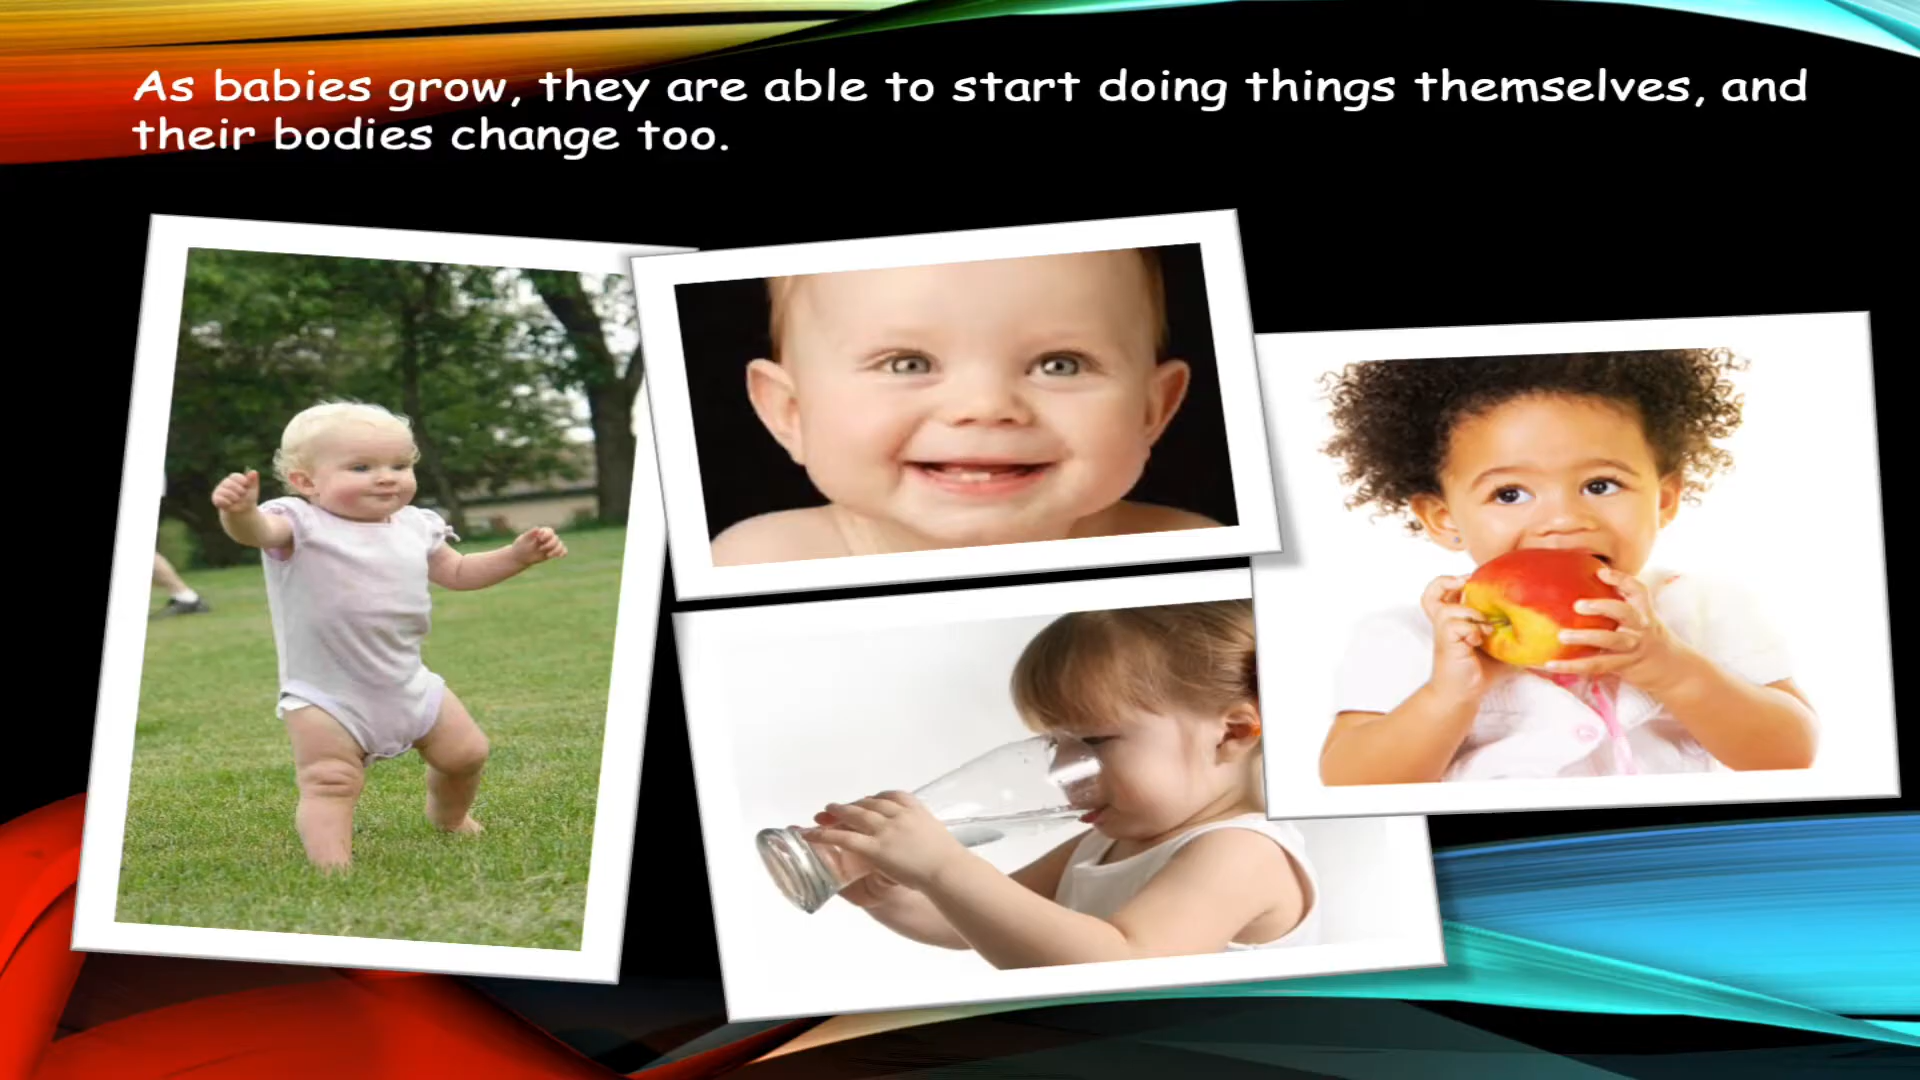 As babies grow, they are able to start doing things themselves, and
their bodies change too.